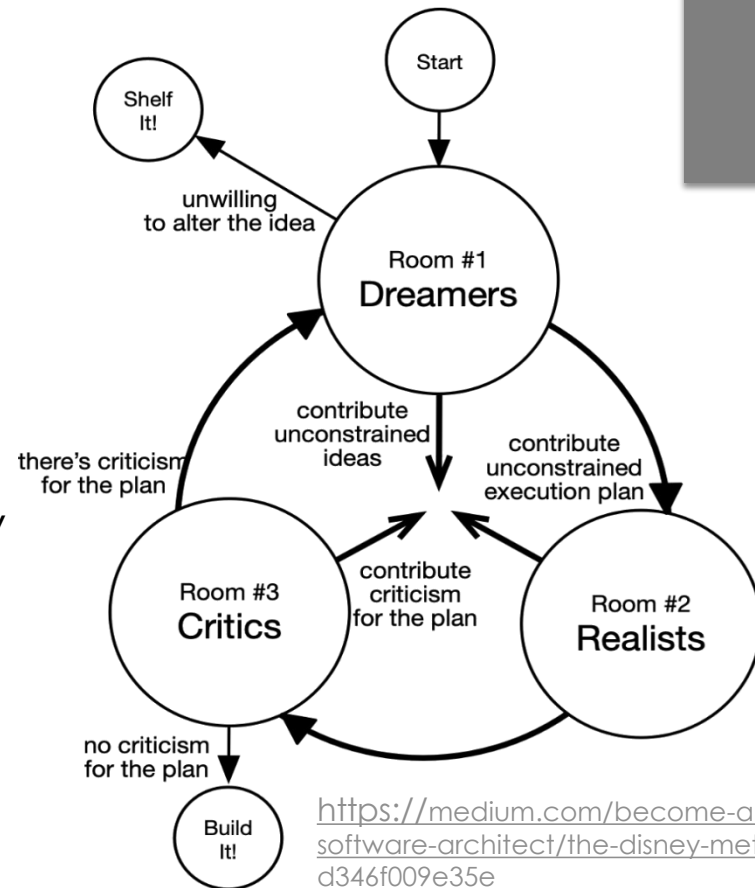 Start
Shelf
It!
unwilling
to alter the idea
Room #1
Dreamers
contribute
unconstrained
ideas
contribute
unconstrained
execution plan
there's criticism
for the plan
Room #3
Critics
contribute
criticism
for the plan
Room #2
Realists
no criticism
for the plan
Build
It!
https://medium.com/become-a
software-architect/the-disney-me
d346f009e35e